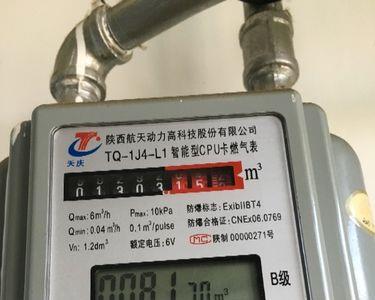 天庆
陕西航天动力高科技股份有限公司
TQ-1J4-L1 智能型CPU卡燃气表
01303 m³
Qmax: 6m³/h Pmax: 10kPa 防爆标志: ExibIIBT4
Qmin: 0.04 m³/h 0.1m³/pulse 防爆合格证: CNEx06.0769
Vn: 1.2dm³ 额定电压: 6V MC 陕制 00000271号
0081.70 m³ B级